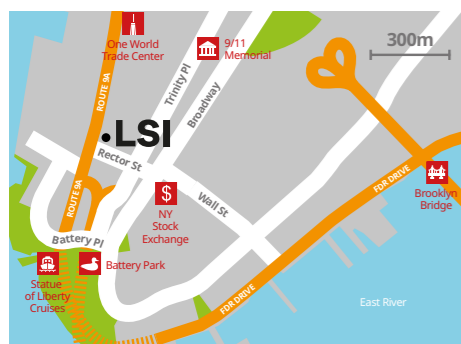 One World
Trade Center
9/11
Memorial
300m
ROUTE 9A
Trinity Pl
Broadway
LSI
Rector St
FDR DRIVE
Brooklyn
Bridge
ROUTE 9A
$
NY
Stock
Exchange
Wall St
Battery Pl
Battery Park
Statue
of Liberty
Cruises
FDR DRIVE
East River